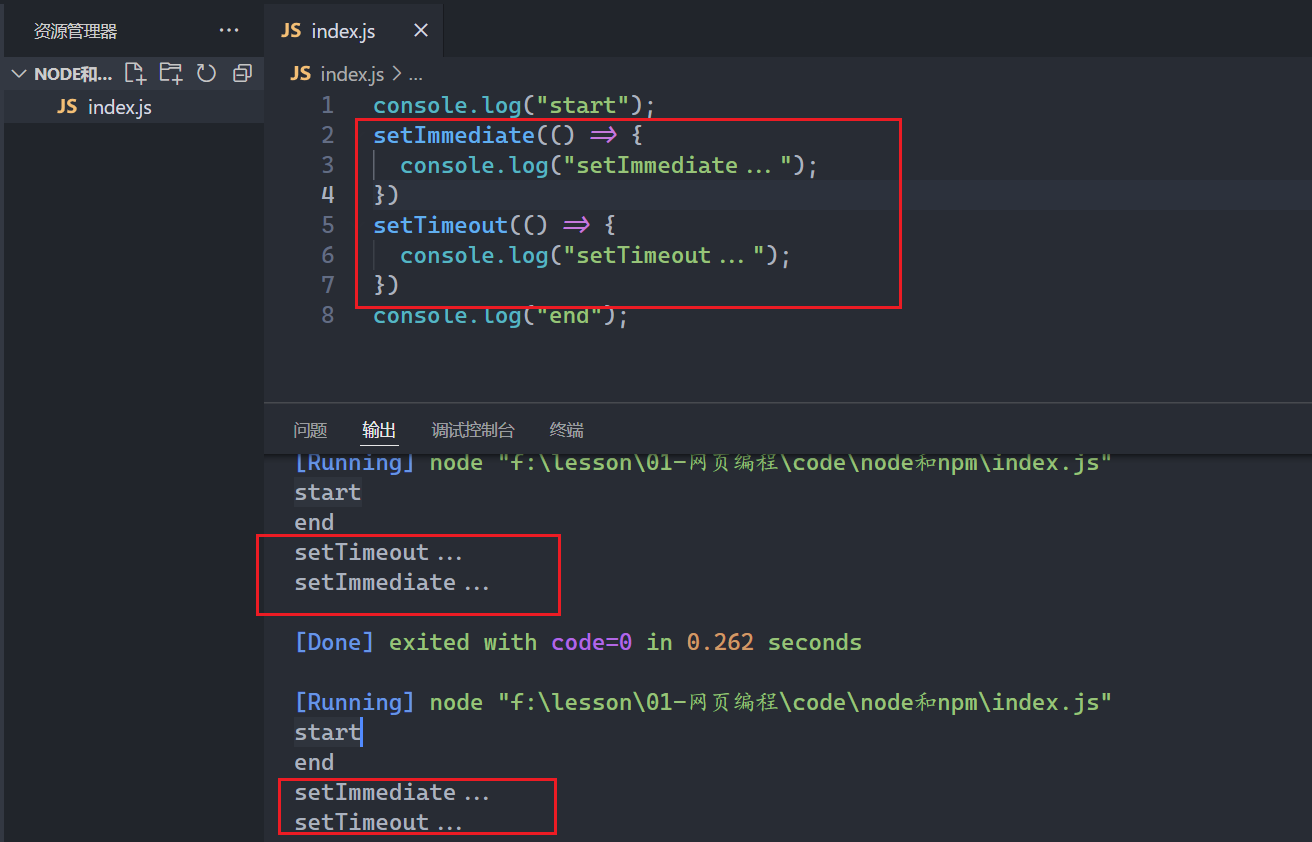 资源管理器 ...
JS index.js ×
NODE和...
JS index.js
JS index.js > ...
1 console.log("start");
2 setImmediate(() => {
3 console.log("setImmediate...");
4 })
5 setTimeout(() => {
6 console.log("setTimeout...");
7 })
8 console.log("end");
问题 输出 调试控制台 终端
[Running] node "f:\lesson\01-网页编程\code\node和npm\index.js"
start
end
setTimeout...
setImmediate...
[Done] exited with code=0 in 0.262 seconds
[Running] node "f:\lesson\01-网页编程\code\node和npm\index.js"
start
end
setImmediate...
setTimeout...